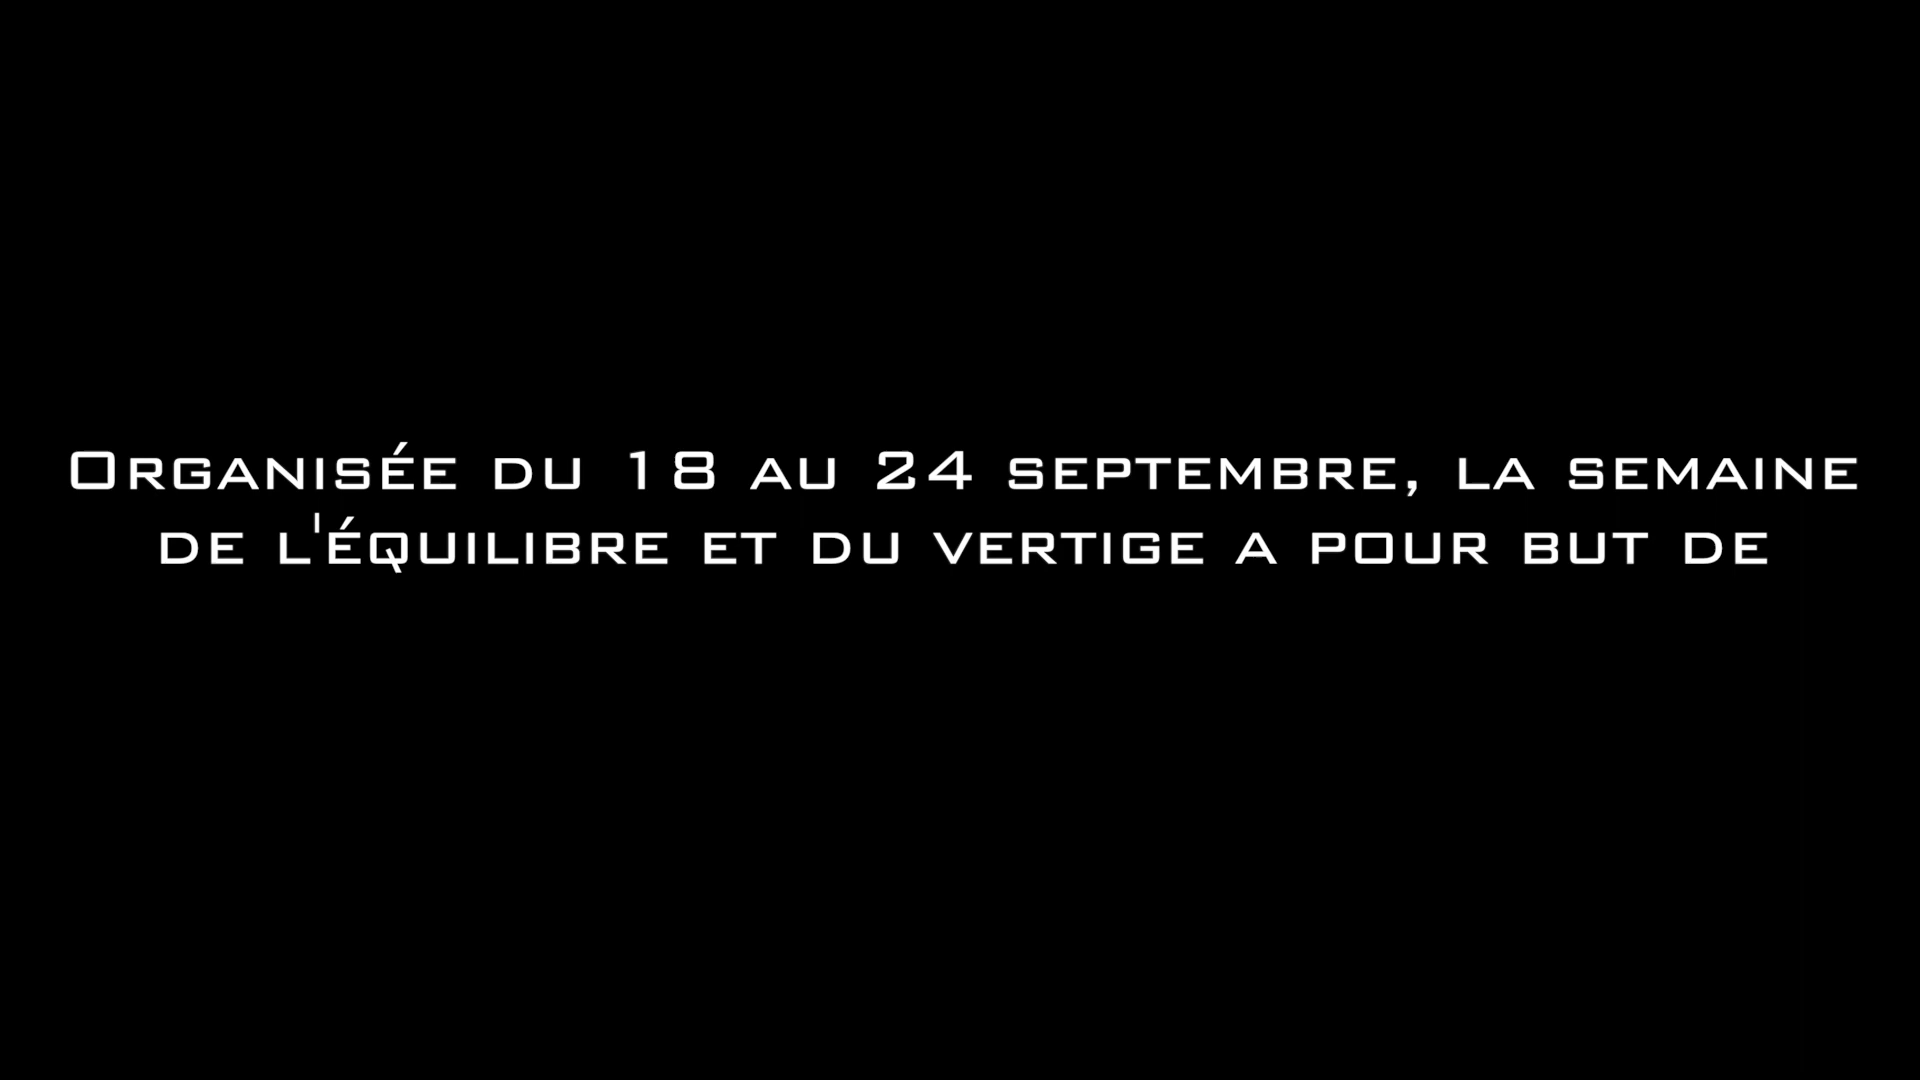 Organisée du 18 au 24 septembre, la semaine
de l'équilibre et du vertige a pour but de